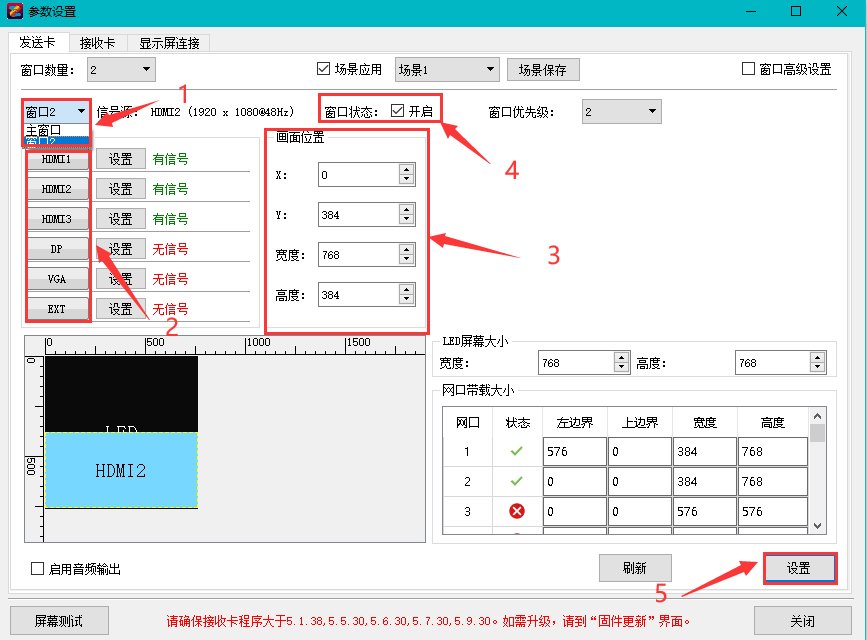 参数设置
发送卡 接收卡 显示屏连接
窗口数量: 2 场景应用 场景1 场景保存 窗口高级设置
1
窗口2 信号源: HDMI2 (1920 x 1080@48Hz) 窗口状态: 开启 窗口优先级: 2
主窗口
窗口2
4
HDMI1 设置 有信号
HDMI2 设置 有信号
HDMI3 设置 有信号
DP 设置 无信号
VGA 设置 无信号
EXT 设置 无信号
2
画面位置
X: 0
Y: 384
宽度: 768
高度: 384
3
0 500 1000 1500
0
500
LED
HDMI2
LED屏幕大小
宽度: 768 高度: 768
网口带载大小
网口 状态 左边界 上边界 宽度 高度
1 576 0 384 768
2 0 0 384 768
3 0 0 576 576
启用音频输出 刷新 设置
5
屏幕测试 请确保接收卡程序大于5.1.38,5.5.30,5.6.30,5.7.30,5.9.30。如需升级，请到“固件更新”界面。 关闭